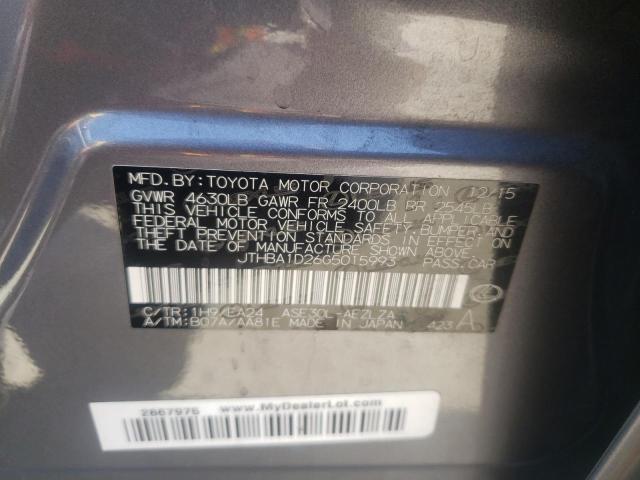 MFD.BY:TOYOTA MOTOR CORPORATION 12/15
GVWR 4630LB GAWR FR 2400LB RR 2545LB
THIS VEHICLE CONFORMS TO ALL APPLICABLE
FEDERAL MOTOR VEHICLE SAFETY, BUMPER, AND
THEFT PREVENTION STANDARDS IN EFFECT ON
THE DATE OF MANUFACTURE SHOWN ABOVE.
JTHBA1D26G5015993 PASS.CAR
C/TR:1H9/LA24 ASE30L-AEZLZA
A/TM:B07A/AA81E MADE IN JAPAN 423 A
2667976 www.MyDealerLot.com